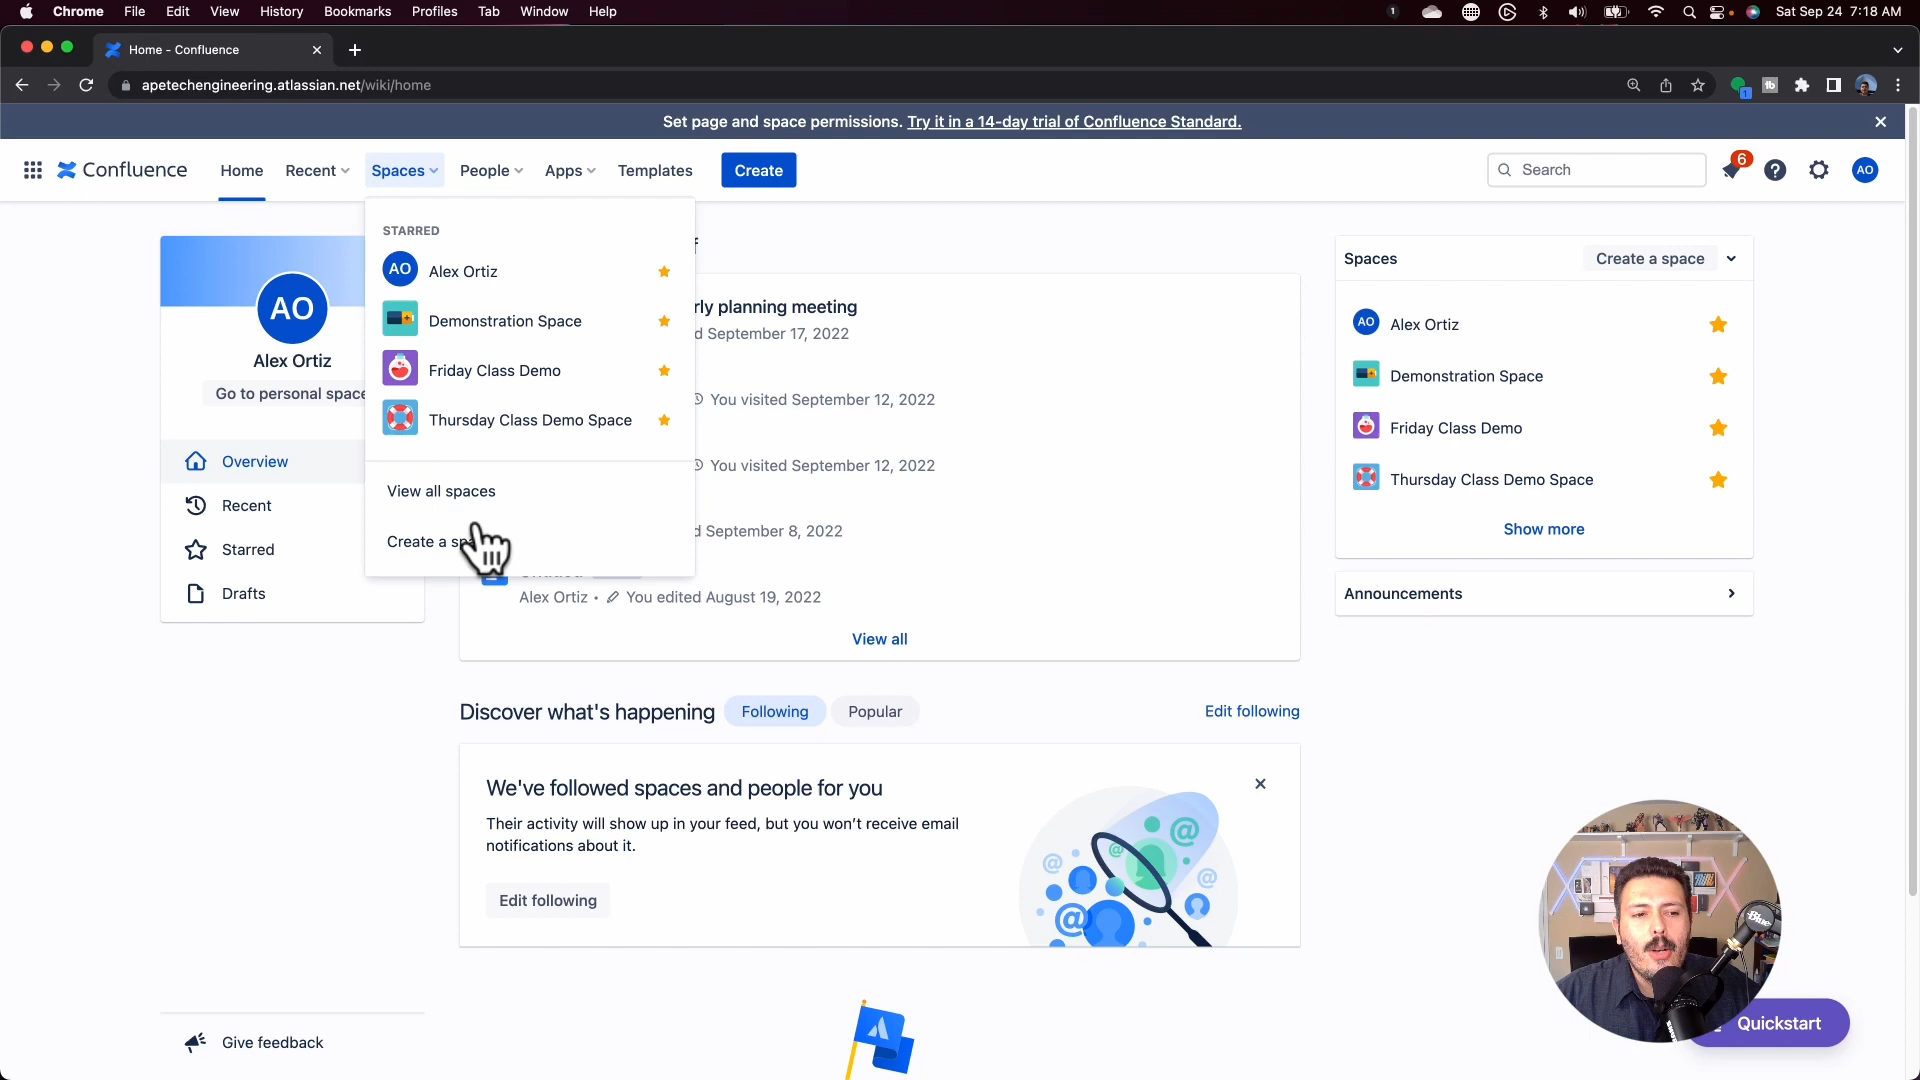 Chrome File Edit View History Bookmarks Profiles Tab Window Help
1
Sat Sep 24 7:18 AM
Home - Confluence
apetechengineering.atlassian.net/wiki/home
1
tb
Set page and space permissions. Try it in a 14-day trial of Confluence Standard.
Confluence Home Recent Spaces People Apps Templates Create
Search
6
AO
AO
Alex Ortiz
Go to personal space
Overview
Recent
Starred
Drafts
STARRED
AO Alex Ortiz
Demonstration Space
Friday Class Demo
Thursday Class Demo Space
View all spaces
Create a
rly planning meeting
d September 17, 2022
You visited September 12, 2022
You visited September 12, 2022
d September 8, 2022
Alex Ortiz • You edited August 19, 2022
View all
Spaces Create a space
AO Alex Ortiz
Demonstration Space
Friday Class Demo
Thursday Class Demo Space
Show more
Announcements
Discover what's happening Following Popular Edit following
We've followed spaces and people for you
Their activity will show up in your feed, but you won't receive email
notifications about it.
Edit following
Give feedback
Blue
Quickstart